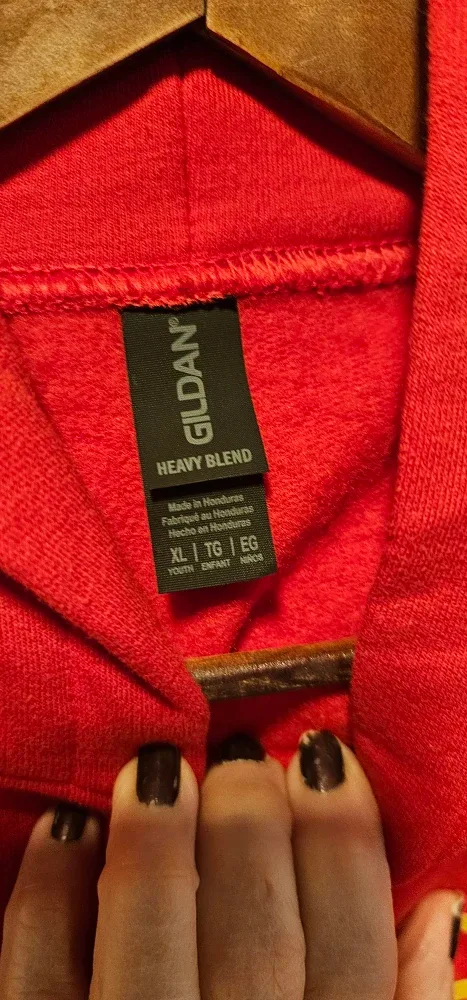 GILDAN®
HEAVY BLEND
Made in Honduras
Fabriqué au Honduras
Hecho en Honduras
XL | TG | EG
YOUTH ENFANT NIÑOS